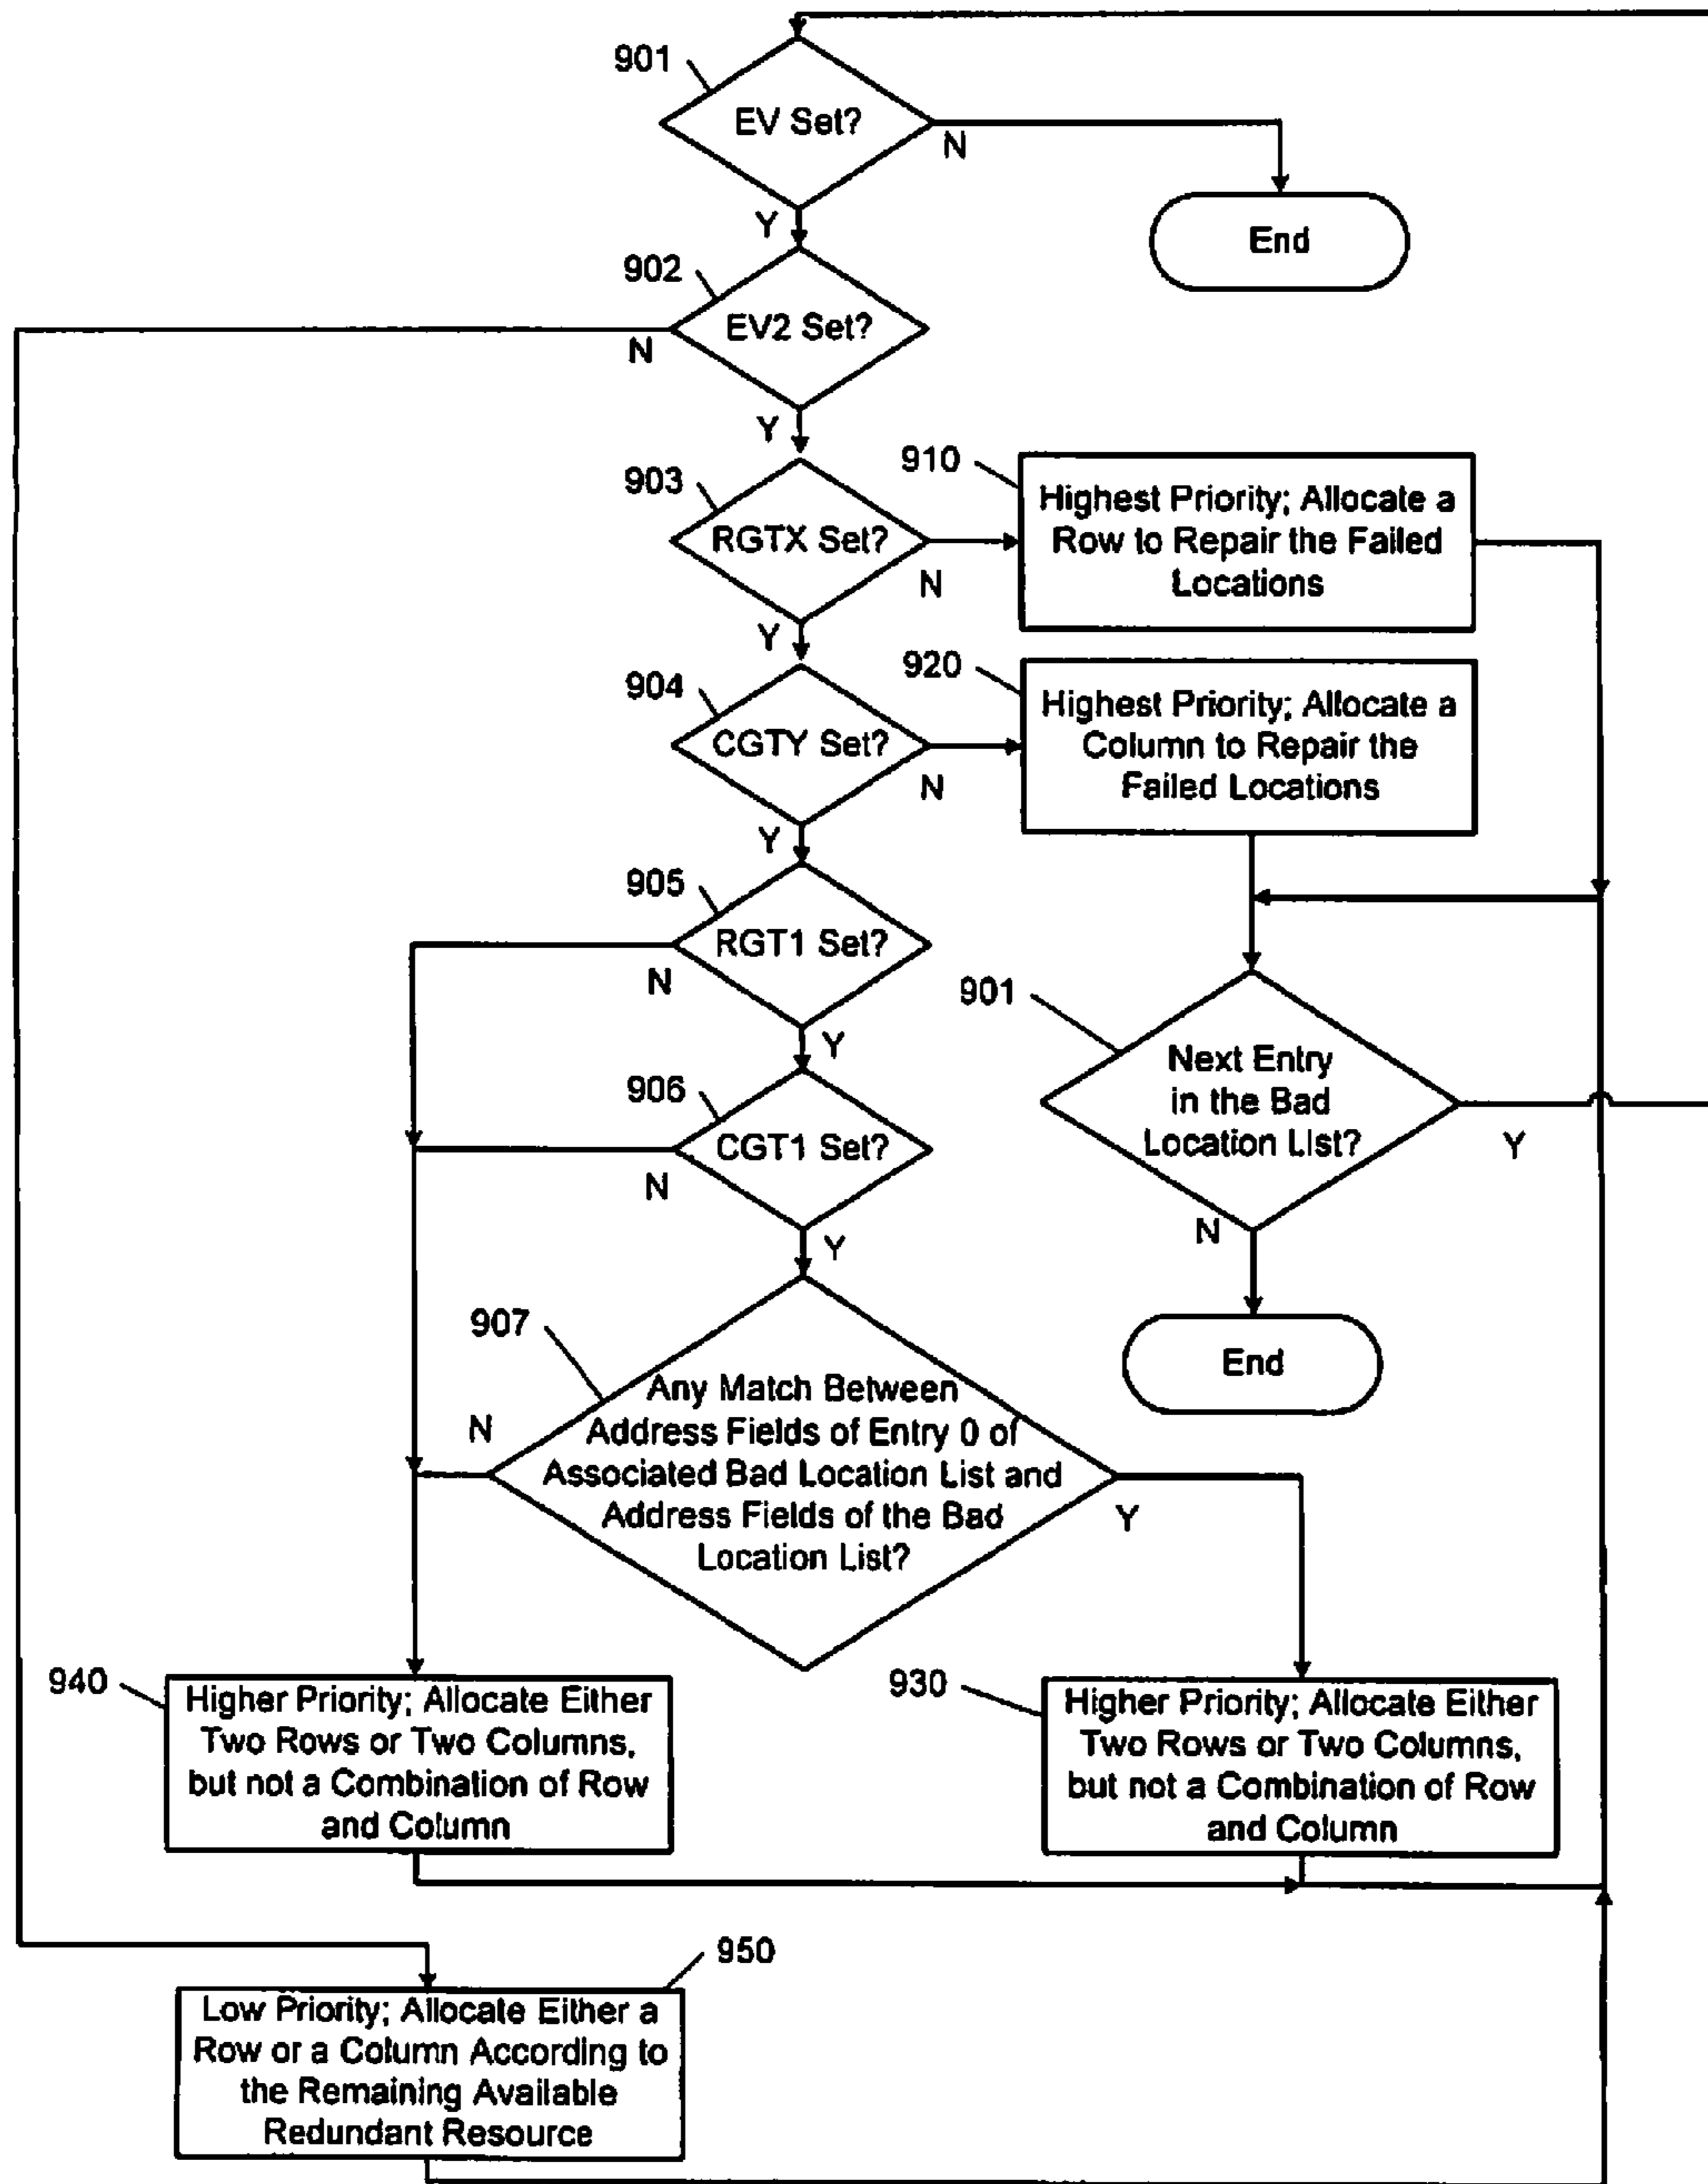 901
EV Set?
N
Y
End
902
EV2 Set?
N
Y
903
RGTX Set?
N
Y
910
Highest Priority; Allocate a
Row to Repair the Failed
Locations
904
CGTY Set?
N
Y
920
Highest Priority; Allocate a
Column to Repair the
Failed Locations
905
RGT1 Set?
N
Y
901
Next Entry
in the Bad
Location List?
Y
N
End
906
CGT1 Set?
N
Y
907
Any Match Between
Address Fields of Entry 0 of
Associated Bad Location List and
Address Fields of the Bad
Location List?
N
Y
940
Higher Priority; Allocate Either
Two Rows or Two Columns,
but not a Combination of Row
and Column
930
Higher Priority; Allocate Either
Two Rows or Two Columns,
but not a Combination of Row
and Column
950
Low Priority; Allocate Either a
Row or a Column According to
the Remaining Available
Redundant Resource